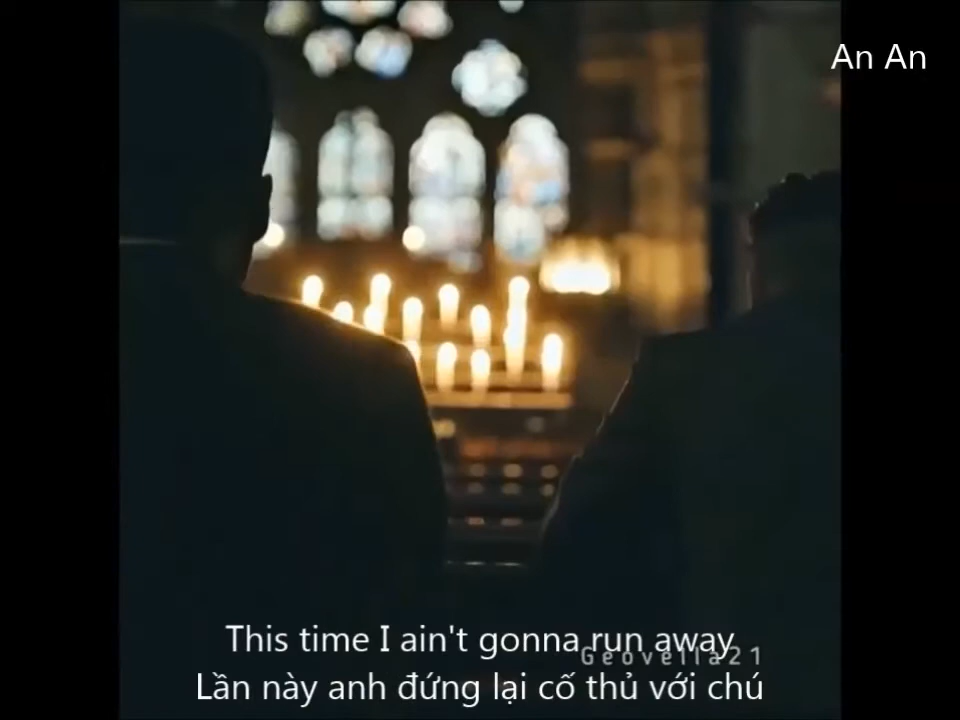 An An
This time I ain't gonna run away
Geovella21
Lần này anh đứng lại cố thủ với chú